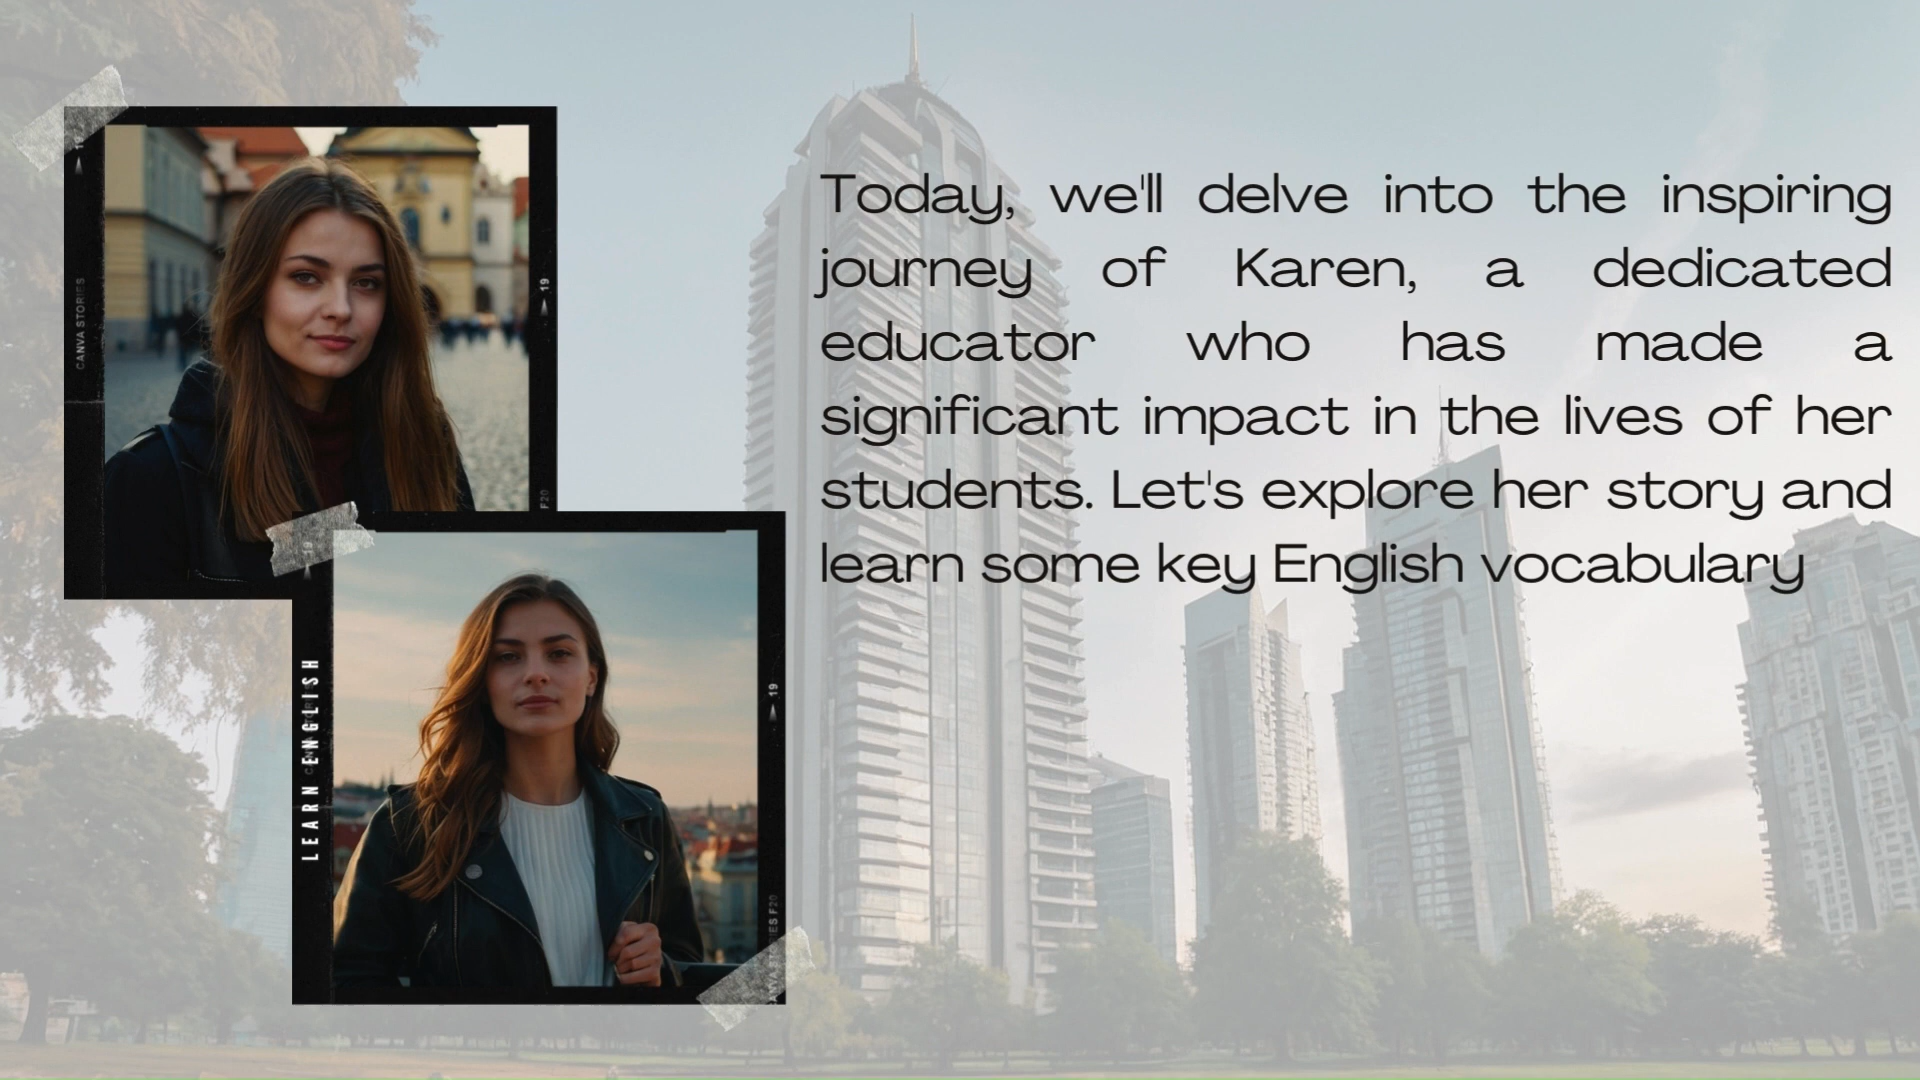 Today, we'll delve into the inspiring
journey of Karen, a dedicated
educator who has made a
significant impact in the lives of her
students. Let's explore her story and
learn some key English vocabulary
CANVA STORIES
19
F20
LEARN ENGLISH
19
IES F20